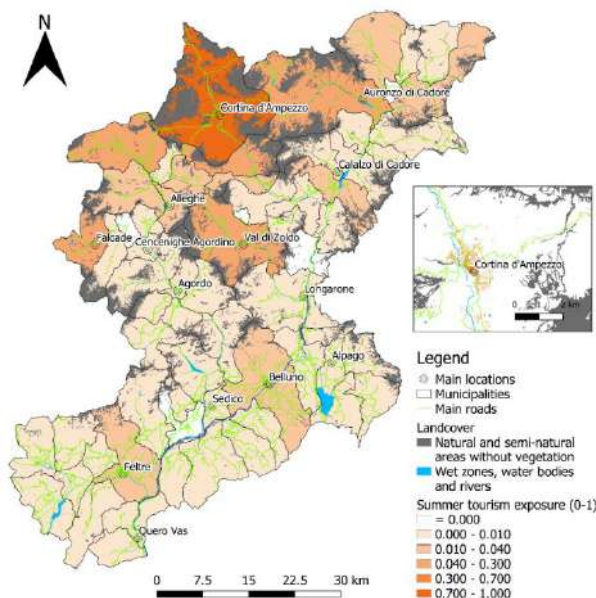 N
Auronzo di Cadore
Cortina d'Ampezzo
Calalzo di Cadore
Alleghe
Falcade
Cencenighe Agordino
Val di Zoldo
Agordo
Longarone
Alpago
Belluno
Sedico
Feltre
Quero Vas
0 7.5 15 22.5 30 km
Cortina d'Ampezzo
2 km
Legend
Main locations
Municipalities
Main roads
Landcover
Natural and semi-natural
areas without vegetation
Wet zones, water bodies
and rivers
Summer tourism exposure (0-1)
= 0.000
0.000 - 0.010
0.010 - 0.040
0.040 - 0.300
0.300 - 0.700
0.700 - 1.000